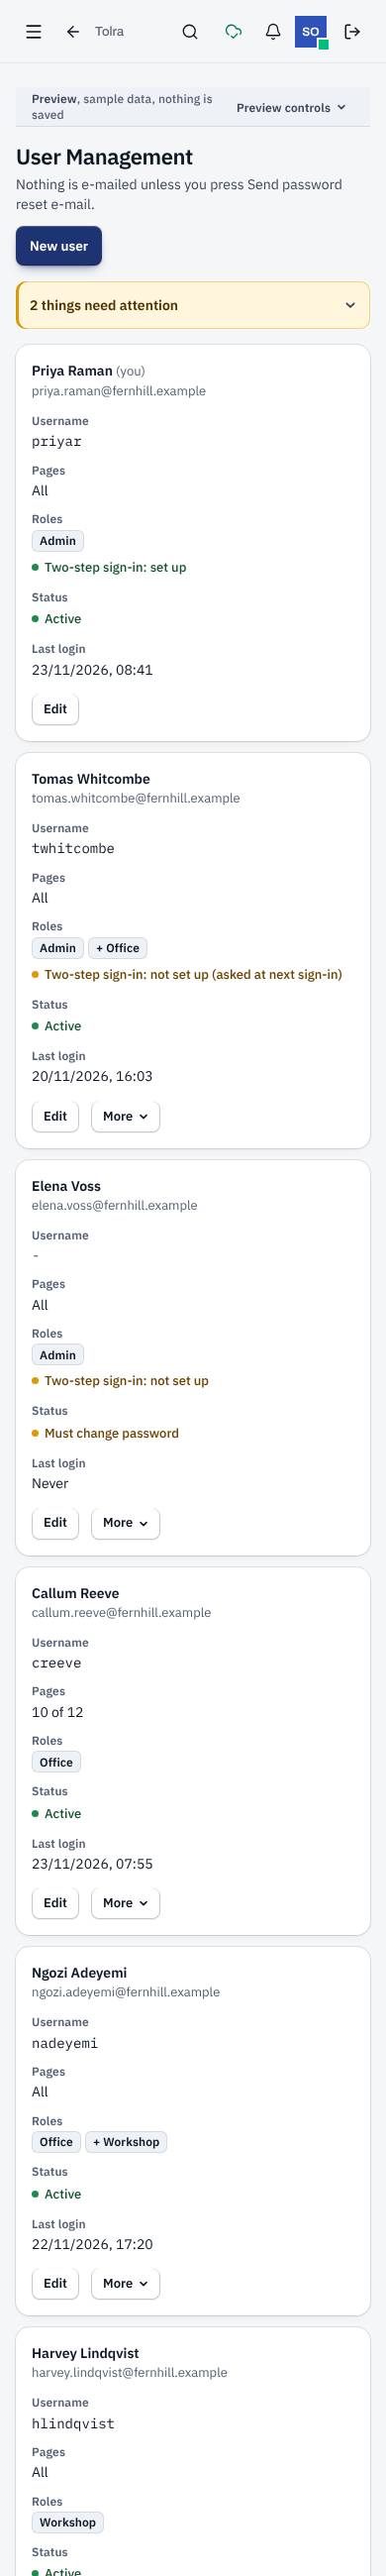 Tolra
SO
Preview, sample data, nothing is
saved
Preview controls
User Management
Nothing is e-mailed unless you press Send password
reset e-mail.
New user
2 things need attention
Priya Raman (you)
priya.raman@fernhill.example
Username
priyar
Pages
All
Roles
Admin
Two-step sign-in: set up
Status
Active
Last login
23/11/2026, 08:41
Edit
Tomas Whitcombe
tomas.whitcombe@fernhill.example
Username
twhitcombe
Pages
All
Roles
Admin + Office
Two-step sign-in: not set up (asked at next sign-in)
Status
Active
Last login
20/11/2026, 16:03
Edit More
Elena Voss
elena.voss@fernhill.example
Username
-
Pages
All
Roles
Admin
Two-step sign-in: not set up
Status
Must change password
Last login
Never
Edit More
Callum Reeve
callum.reeve@fernhill.example
Username
creeve
Pages
10 of 12
Roles
Office
Status
Active
Last login
23/11/2026, 07:55
Edit More
Ngozi Adeyemi
ngozi.adeyemi@fernhill.example
Username
nadeyemi
Pages
All
Roles
Office + Workshop
Status
Active
Last login
22/11/2026, 17:20
Edit More
Harvey Lindqvist
harvey.lindqvist@fernhill.example
Username
hlindqvist
Pages
All
Roles
Workshop
Status
Active